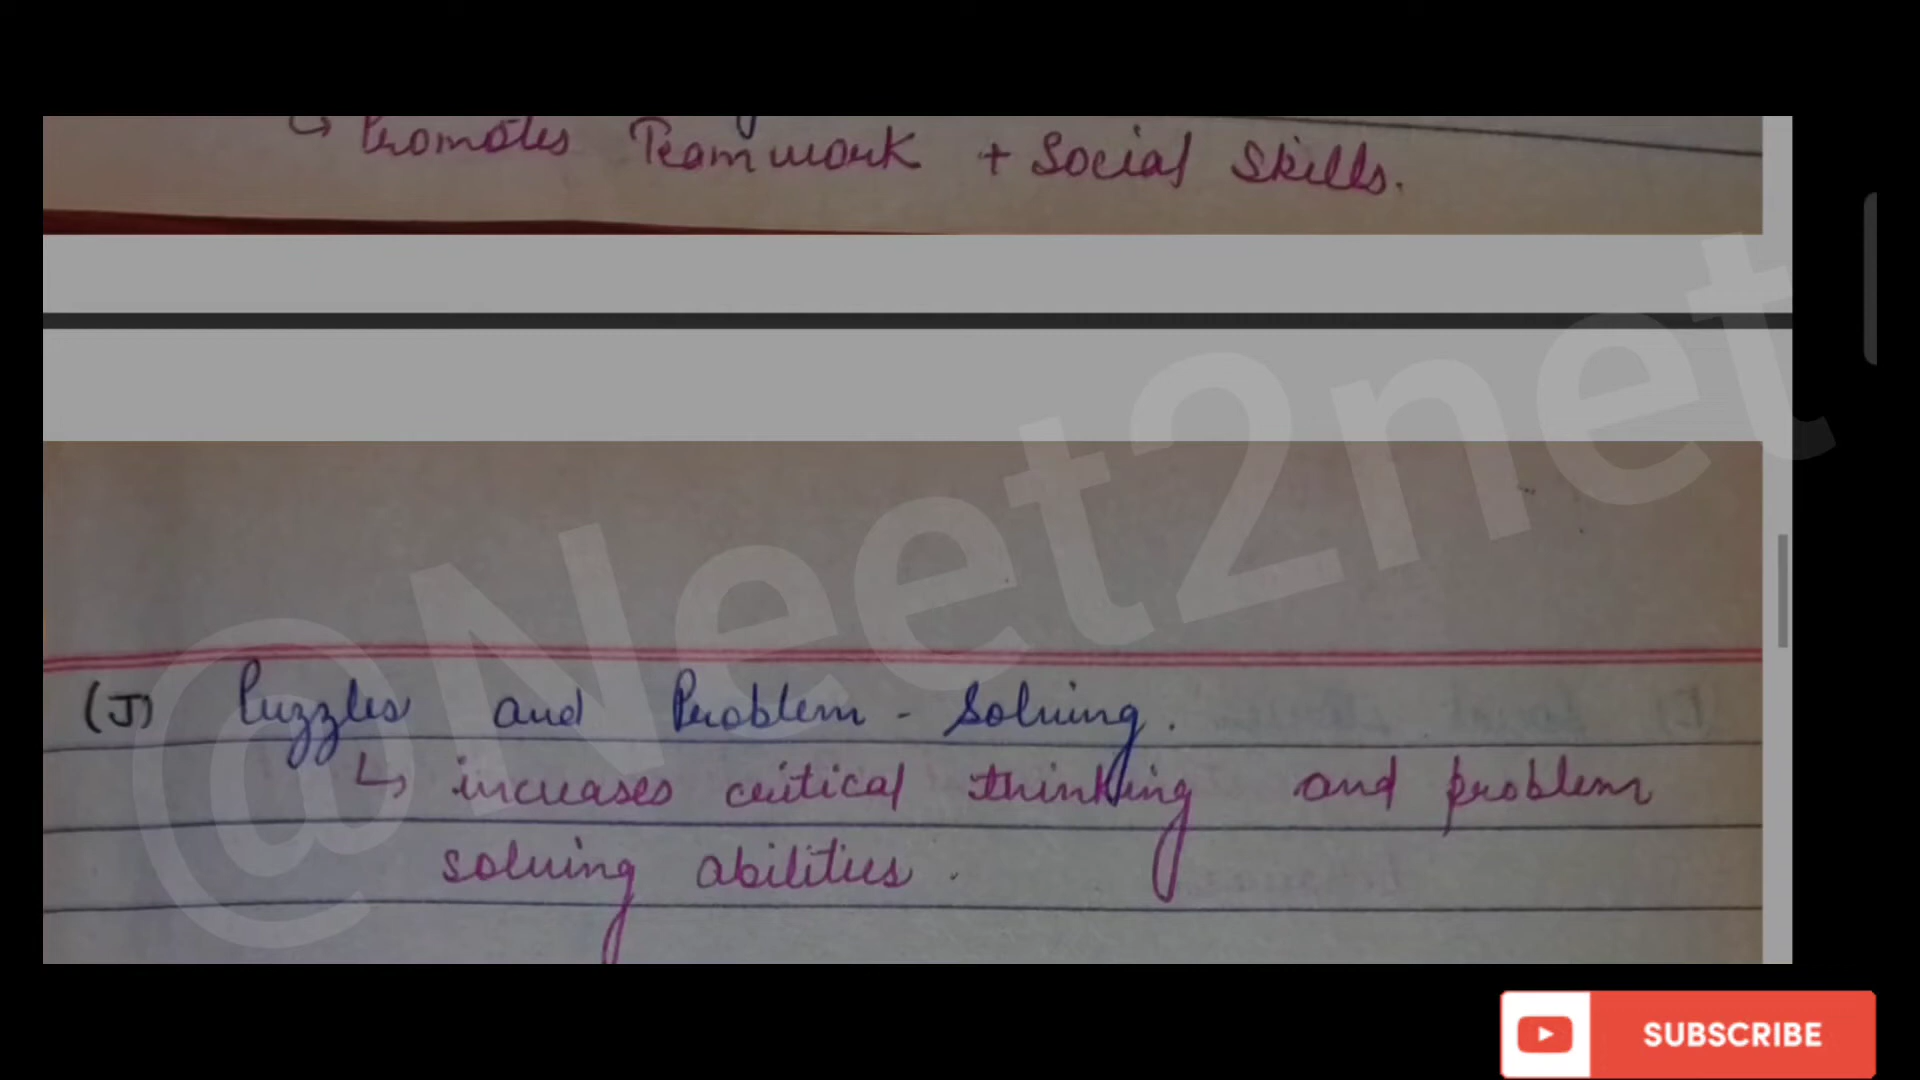 ↳ Promotes Teamwork + Social Skills.
@Neet2net
(J) Puzzles and Problem - Solving.
↳ increases critical thinking and problem
solving abilities.
SUBSCRIBE